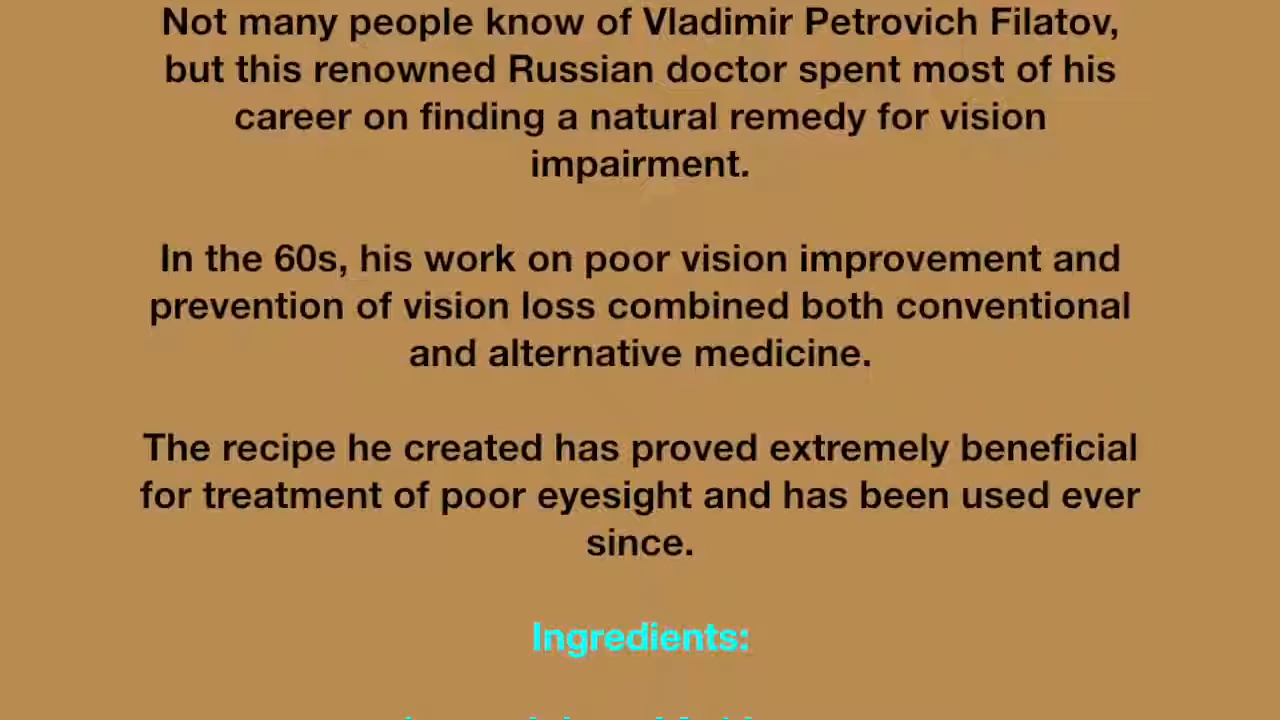 Not many people know of Vladimir Petrovich Filatov,
but this renowned Russian doctor spent most of his
career on finding a natural remedy for vision
impairment.
In the 60s, his work on poor vision improvement and
prevention of vision loss combined both conventional
and alternative medicine.
The recipe he created has proved extremely beneficial
for treatment of poor eyesight and has been used ever
since.
Ingredients: